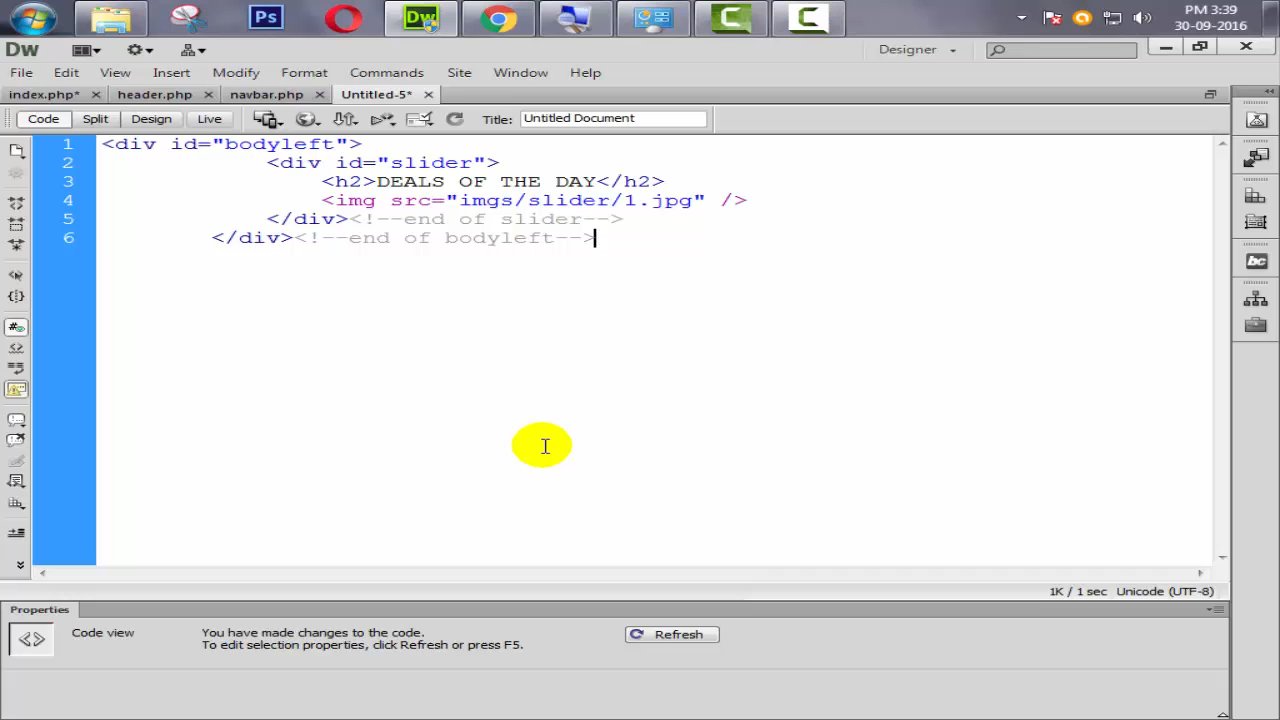 Ps
Dw
PM 3:39
30-09-2016
Dw
Designer
File Edit View Insert Modify Format Commands Site Window Help
index.php* × header.php × navbar.php × Untitled-5* ×
Code Split Design Live Title: Untitled Document
1 <div id="bodyleft">
2 <div id="slider">
3 <h2>DEALS OF THE DAY</h2>
4 <img src="imgs/slider/1.jpg" />
5 </div><!--end of slider-->
6 </div><!--end of bodyleft-->
bc
1K / 1 sec Unicode (UTF-8)
Properties
Code view
You have made changes to the code.
To edit selection properties, click Refresh or press F5.
Refresh